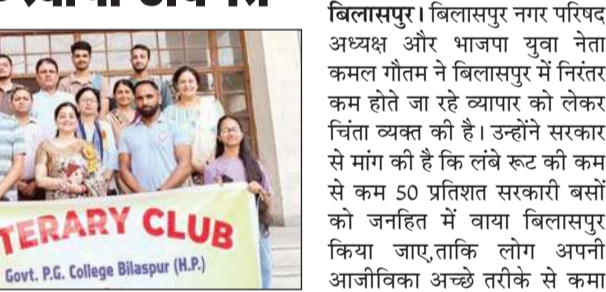 TERARY CLUB
Govt. P.G. College Bilaspur (H.P.)
बिलासपुर। बिलासपुर नगर परिषद
अध्यक्ष और भाजपा युवा नेता
कमल गौतम ने बिलासपुर में निरंतर
कम होते जा रहे व्यापार को लेकर
चिंता व्यक्त की है। उन्होंने सरकार
से मांग की है कि लंबे रूट की कम
से कम 50 प्रतिशत सरकारी बसों
को जनहित में वाया बिलासपुर
किया जाए,ताकि लोग अपनी
आजीविका अच्छे तरीके से कमा